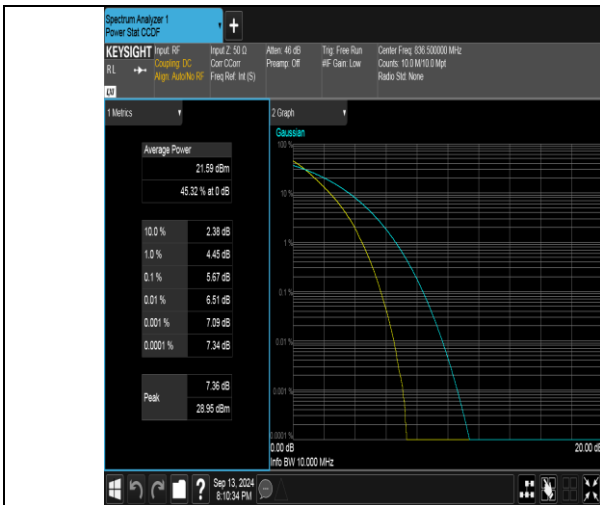 Spectrum Analyzer 1
Power Stat CCDF
+
KEYSIGHT
Input: RF
Coupling: DC
Align: Auto/No RF
Input Z: 50 Ω
Corr CCorr
Freq Ref: Int (S)
Atten: 46 dB
Preamp: Off
Trig: Free Run
#IF Gain: Low
Center Freq: 836.500000 MHz
Counts: 10.0 M/10.0 Mpt
Radio Std: None
R L
LXI
1 Metrics
Average Power
21.59 dBm
45.32 % at 0 dB
10.0 % 2.38 dB
1.0 % 4.45 dB
0.1 % 5.67 dB
0.01 % 6.51 dB
0.001 % 7.09 dB
0.0001 % 7.34 dB
Peak
7.36 dB
28.95 dBm
2 Graph
Gaussian
100 %
10 %
1 %
0.1 %
0.01 %
0.001 %
0.0001 %
0.00 dB 20.00 dB
Info BW 10.000 MHz
?
Sep 13, 2024
8:10:34 PM